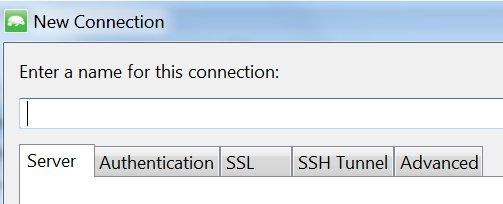 New Connection
Enter a name for this connection:
Server Authentication SSL SSH Tunnel Advanced